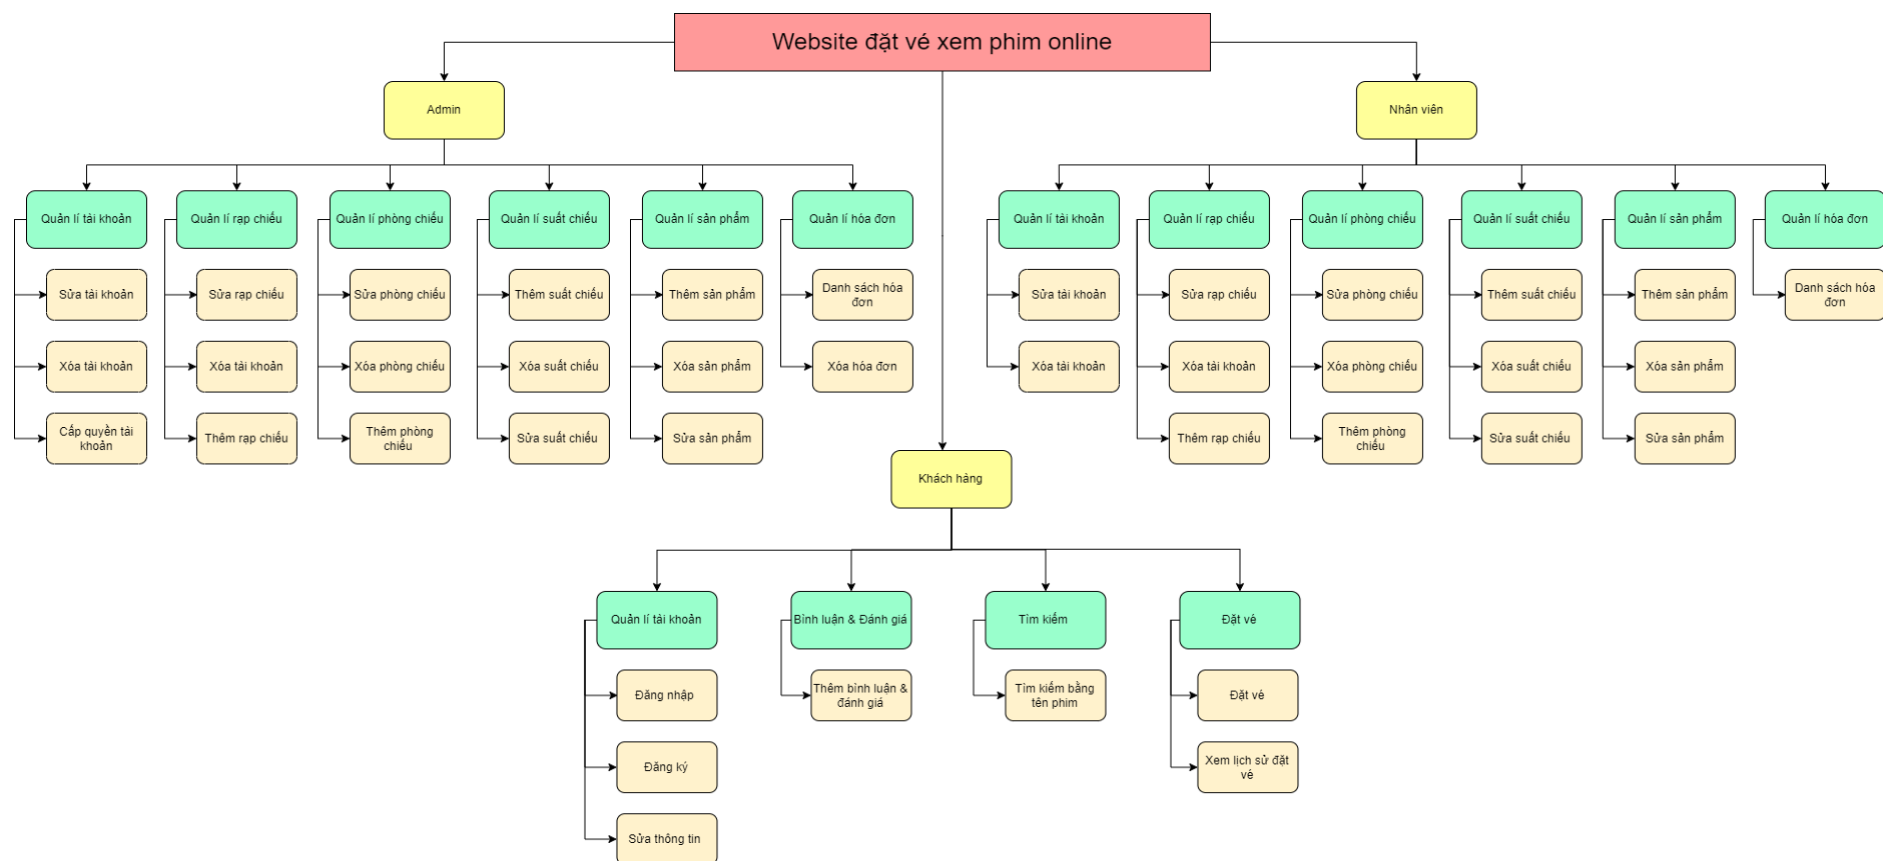 Website đặt vé xem phim online
Admin
Nhân viên
Quản lí tài khoản
Quản lí rạp chiếu
Quản lí phòng chiếu
Quản lí suất chiếu
Quản lí sản phẩm
Quản lí hóa đơn
Quản lí tài khoản
Quản lí rạp chiếu
Quản lí phòng chiếu
Quản lí suất chiếu
Quản lí sản phẩm
Quản lí hóa đơn
Sửa tài khoản
Sửa rạp chiếu
Sửa phòng chiếu
Thêm suất chiếu
Thêm sản phẩm
Danh sách hóa
đơn
Sửa tài khoản
Sửa rạp chiếu
Sửa phòng chiếu
Thêm suất chiếu
Thêm sản phẩm
Danh sách hóa
đơn
Xóa tài khoản
Xóa tài khoản
Xóa phòng chiếu
Xóa suất chiếu
Xóa sản phẩm
Xóa hóa đơn
Xóa tài khoản
Xóa tài khoản
Xóa phòng chiếu
Xóa suất chiếu
Xóa sản phẩm
Cấp quyền tài
khoản
Thêm rạp chiếu
Thêm phòng
chiếu
Sửa suất chiếu
Sửa sản phẩm
Thêm rạp chiếu
Thêm phòng
chiếu
Sửa suất chiếu
Sửa sản phẩm
Khách hàng
Quản lí tài khoản
Bình luận & Đánh giá
Tìm kiếm
Đặt vé
Đăng nhập
Thêm bình luận &
đánh giá
Tìm kiếm bằng
tên phim
Đặt vé
Đăng ký
Xem lịch sử đặt
vé
Sửa thông tin